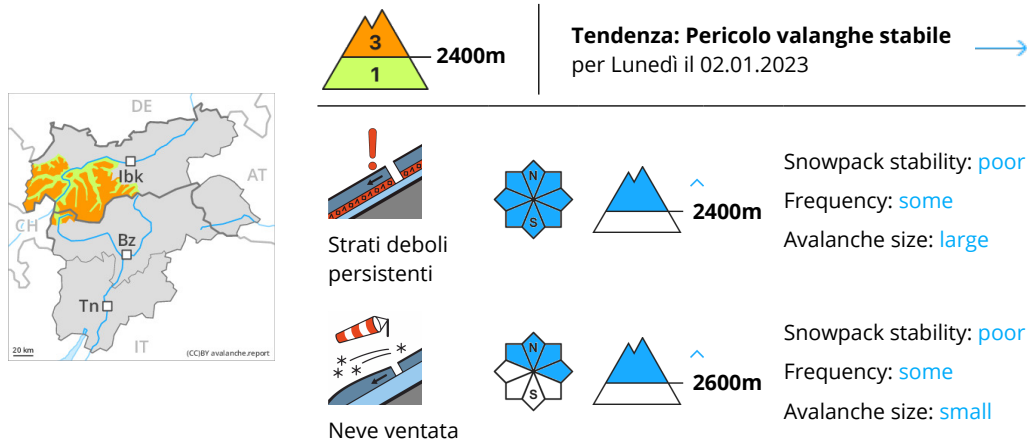 3
1
2400m
Tendenza: Pericolo valanghe stabile
per Lunedì il 02.01.2023
DE
Ibk
AT
CH
Bz
Tn
IT
20 km
(CC)BY avalanche.report
Strati deboli
persistenti
N
S
2400m
Snowpack stability: poor
Frequency: some
Avalanche size: large
Neve ventata
N
S
2600m
Snowpack stability: poor
Frequency: some
Avalanche size: small